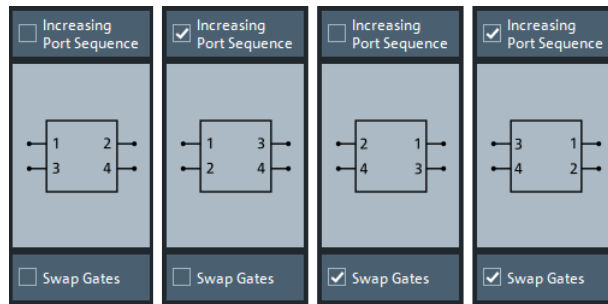 Increasing
Port Sequence
1 2
3 4
Swap Gates
Increasing
Port Sequence
1 3
2 4
Swap Gates
Increasing
Port Sequence
2 1
4 3
Swap Gates
Increasing
Port Sequence
3 1
4 2
Swap Gates